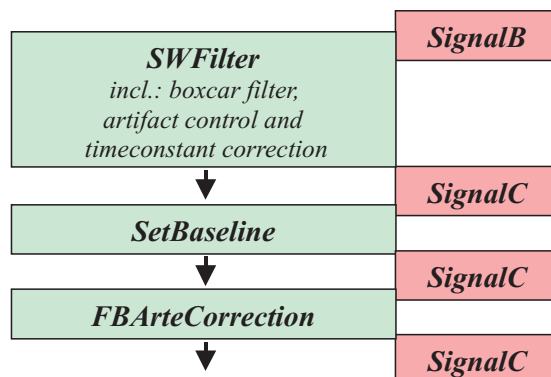 SignalB
SWFilter
incl.: boxcar filter,
artifact control and
timeconstant correction
SignalC
SetBaseline
SignalC
FBArteCorrection
SignalC